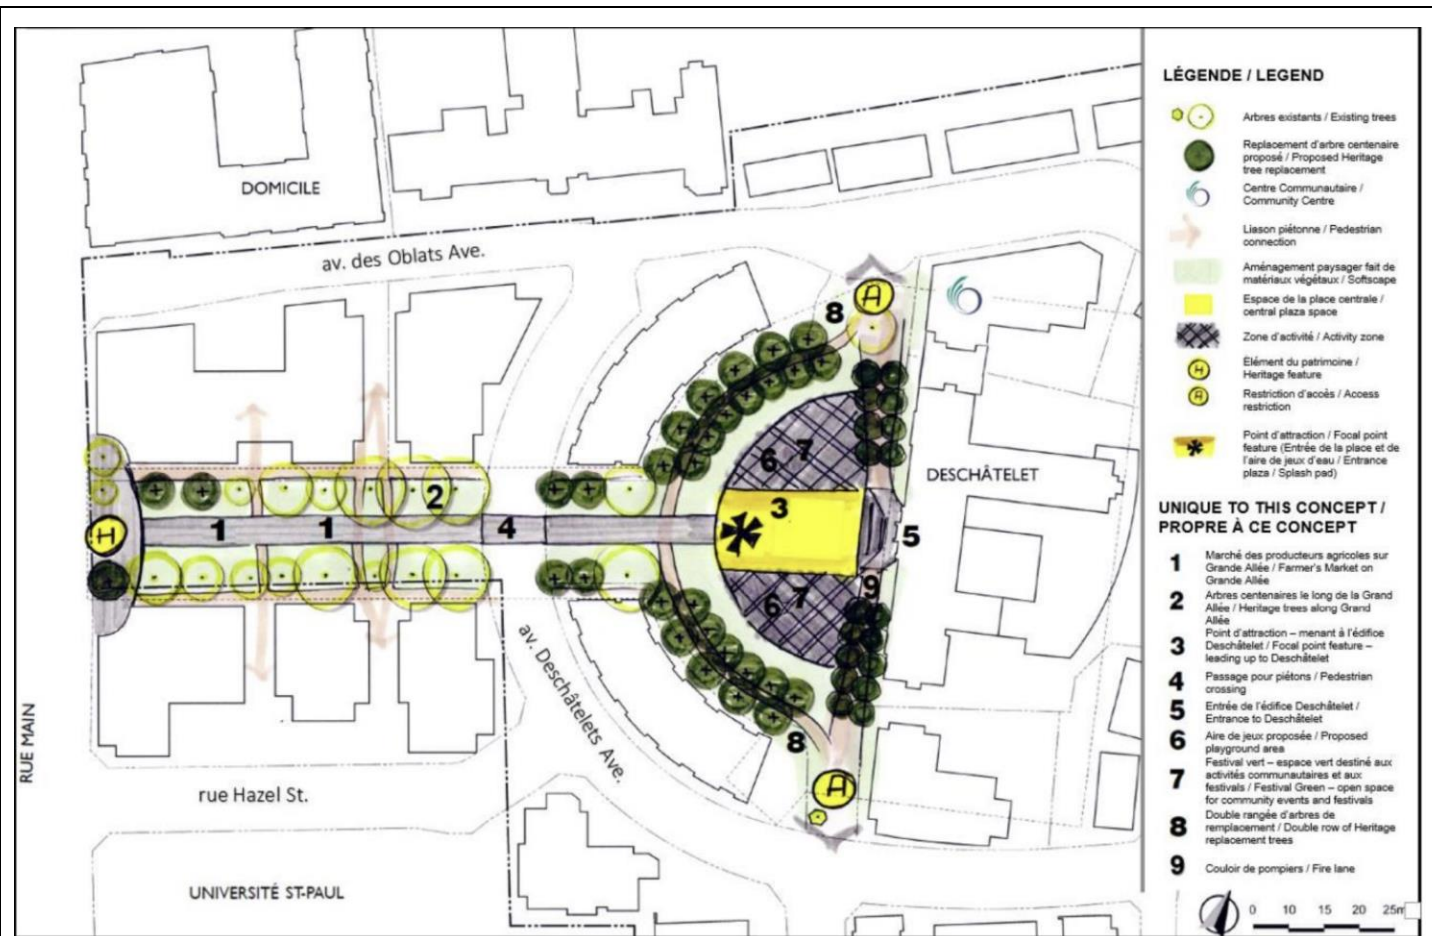 DOMICILE
av. des Oblats Ave.
A
8
6 7
DESCHÂTELET
2
3
H
1
1
4
5
9
6 7
av. Deschâtelets Ave.
8
A
RUE MAIN
rue Hazel St.
UNIVERSITÉ ST-PAUL
LÉGENDE / LEGEND
Arbres existants / Existing trees
Replacement d'arbre centenaire
proposé / Proposed Heritage
tree replacement
Centre Communautaire /
Community Centre
Liason piétonne / Pedestrian
connection
Aménagement paysager fait de
matériaux végétaux / Softscape
Espace de la place centrale /
central plaza space
Zone d'activité / Activity zone
H
Élément du patrimoine /
Heritage feature
A
Restriction d'accès / Access
restriction
Point d'attraction / Focal point
feature (Entrée de la place et de
l'aire de jeux d'eau / Entrance
plaza / Splash pad)
UNIQUE TO THIS CONCEPT /
PROPRE À CE CONCEPT
1
Marché des producteurs agricoles sur
Grande Allée / Farmer's Market on
Grande Allée
2
Arbres centenaires le long de la Grand
Allée / Heritage trees along Grand
Allée
3
Point d'attraction – menant à l'édifice
Deschâtelet / Focal point feature –
leading up to Deschâtelet
4
Passage pour piétons / Pedestrian
crossing
5
Entrée de l'édifice Deschâtelet /
Entrance to Deschâtelet
6
Aire de jeux proposée / Proposed
playground area
7
Festival vert – espace vert destiné aux
activités communautaires et aux
festivals / Festival Green – open space
for community events and festivals
8
Double rangée d'arbres de
remplacement / Double row of Heritage
replacement trees
9
Couloir de pompiers / Fire lane
0 10 15 20 25m